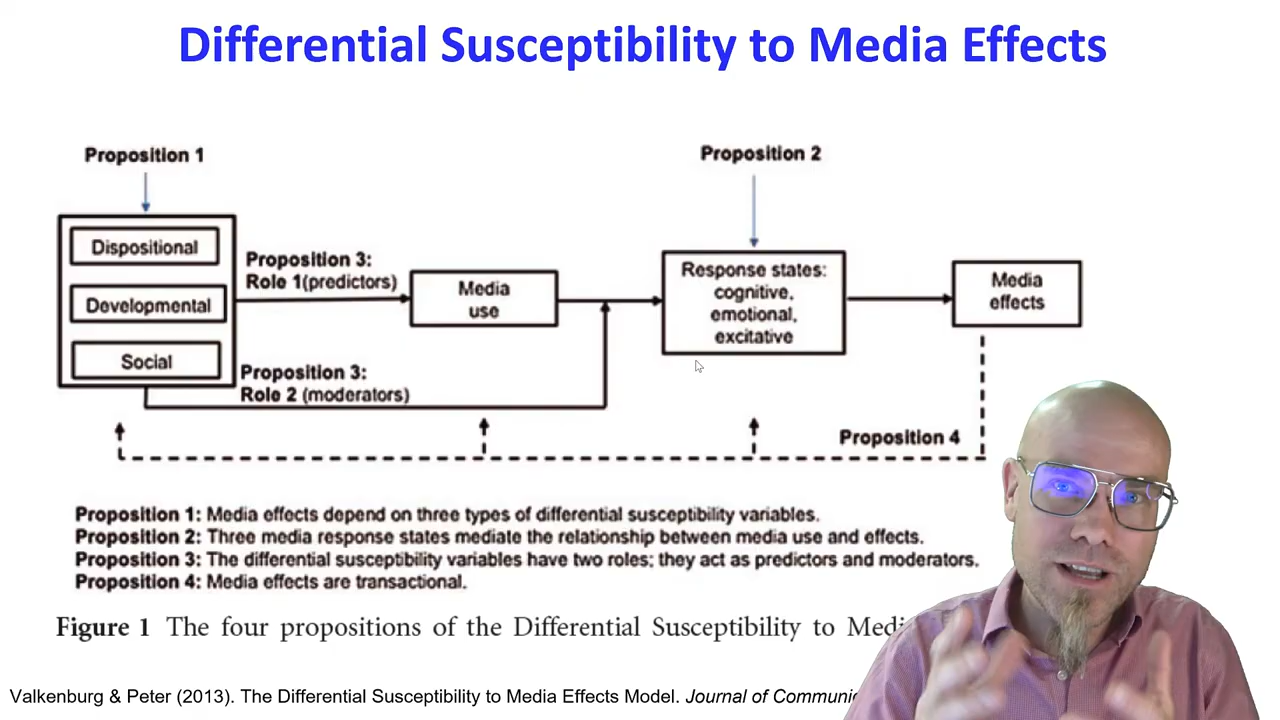 Differential Susceptibility to Media Effects
Proposition 1
Proposition 2
Dispositional
Developmental
Social
Proposition 3:
Role 1(predictors)
Proposition 3:
Role 2 (moderators)
Media
use
Response states:
cognitive,
emotional,
excitative
Media
effects
Proposition 4
Proposition 1: Media effects depend on three types of differential susceptibility variables.
Proposition 2: Three media response states mediate the relationship between media use and effects.
Proposition 3: The differential susceptibility variables have two roles; they act as predictors and moderators.
Proposition 4: Media effects are transactional.
Figure 1 The four propositions of the Differential Susceptibility to
Valkenburg & Peter (2013). The Differential Susceptibility to Media Effects Model. Journal of